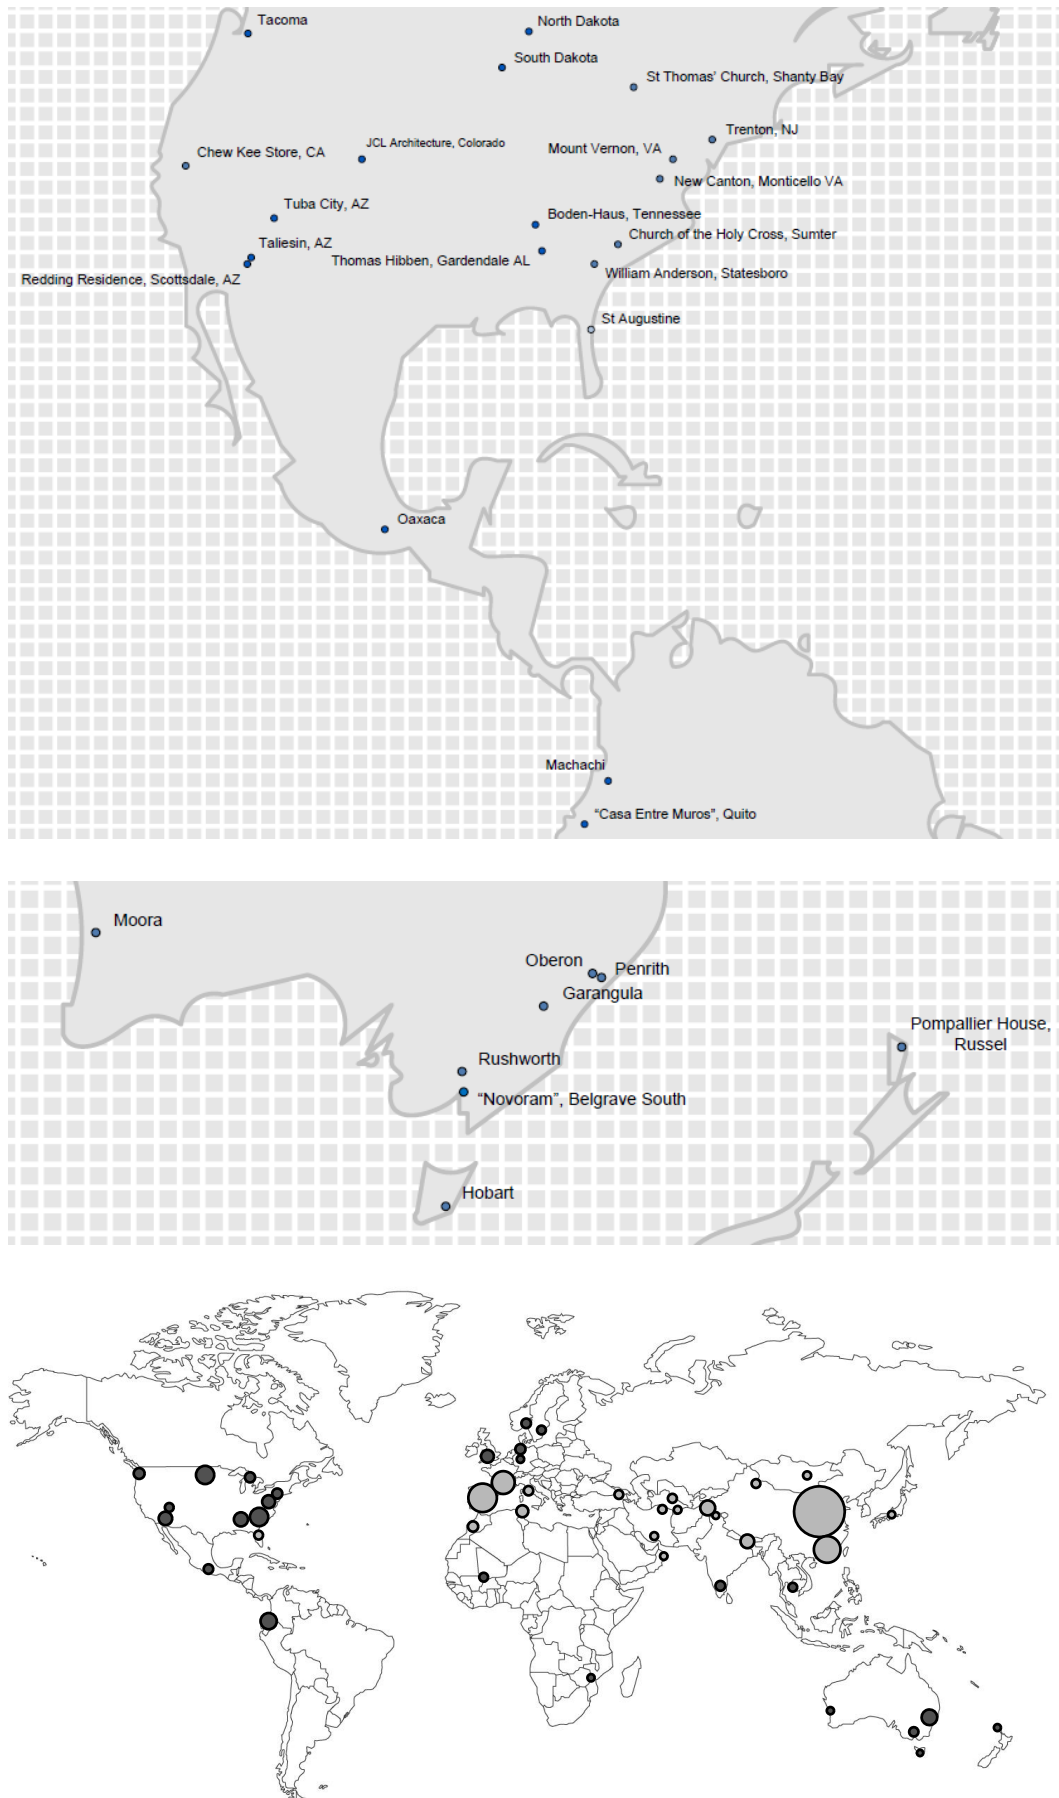 Tacoma
North Dakota
South Dakota
St Thomas’ Church, Shanty Bay
Trenton, NJ
JCL Architecture, Colorado
Mount Vernon, VA
Chew Kee Store, CA
New Canton, Monticello VA
Tuba City, AZ
Boden-Haus, Tennessee
Church of the Holy Cross, Sumter
Taliesin, AZ
Thomas Hibben, Gardendale AL
Redding Residence, Scottsdale, AZ
William Anderson, Statesboro
St Augustine
Oaxaca
Machachi
“Casa Entre Muros”, Quito
Moora
Oberon
Penrith
Garangula
Pompallier House,
Russel
Rushworth
“Novoram”, Belgrave South
Hobart